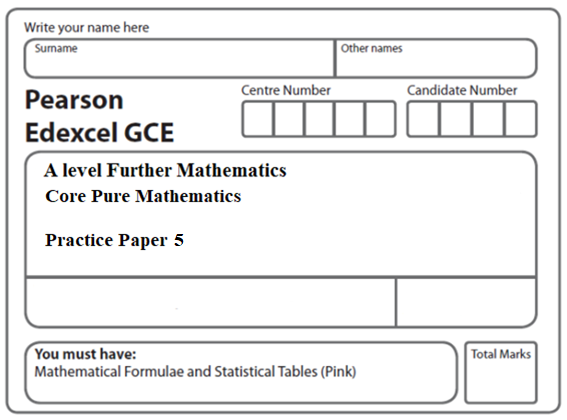 Write your name here
Surname
Other names
Pearson
Edexcel GCE
Centre Number
Candidate Number
A level Further Mathematics
Core Pure Mathematics
Practice Paper 5
You must have:
Mathematical Formulae and Statistical Tables (Pink)
Total Marks